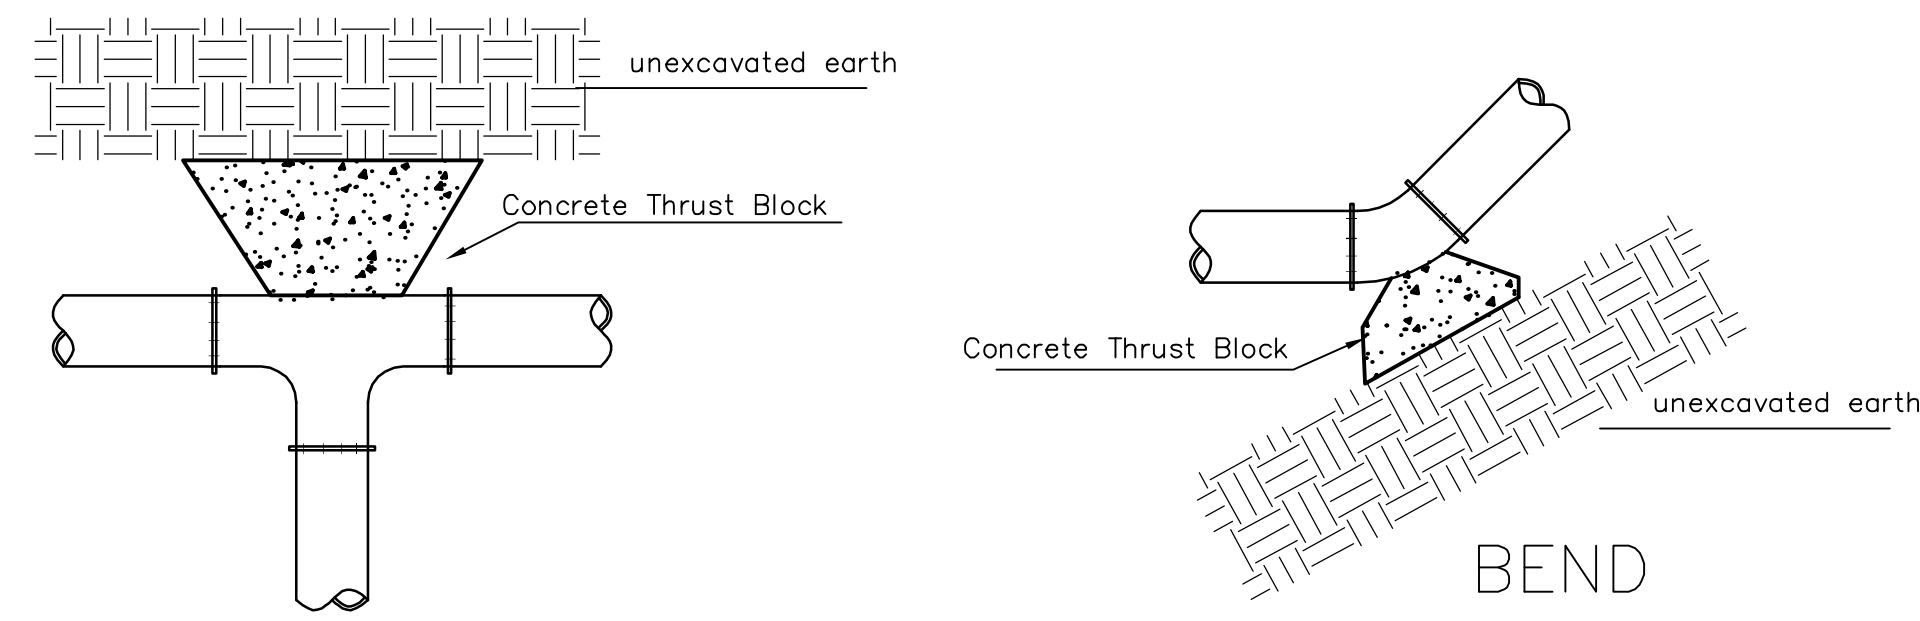 unexcavated earth
Concrete Thrust Block
Concrete Thrust Block
unexcavated earth
BEND